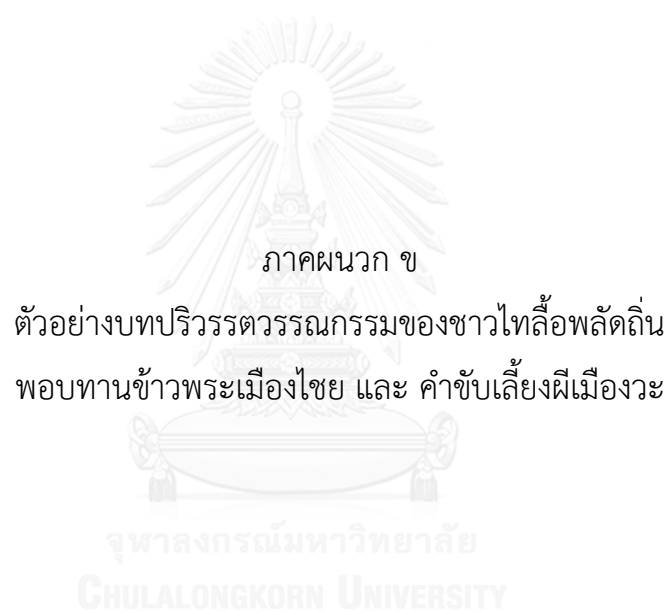 ภาคผนวก ข
ตัวอย่างบทปริวรรตวรรณกรรมของชาวไทลื้อพลัดถิ่น
พอบทานข้าวพระเมืองไชย และ คำขับเลี้ยงผีเมืองวะ
จุฬาลงกรณ์มหาวิทยาลัย
CHULALONGKORN UNIVERSITY